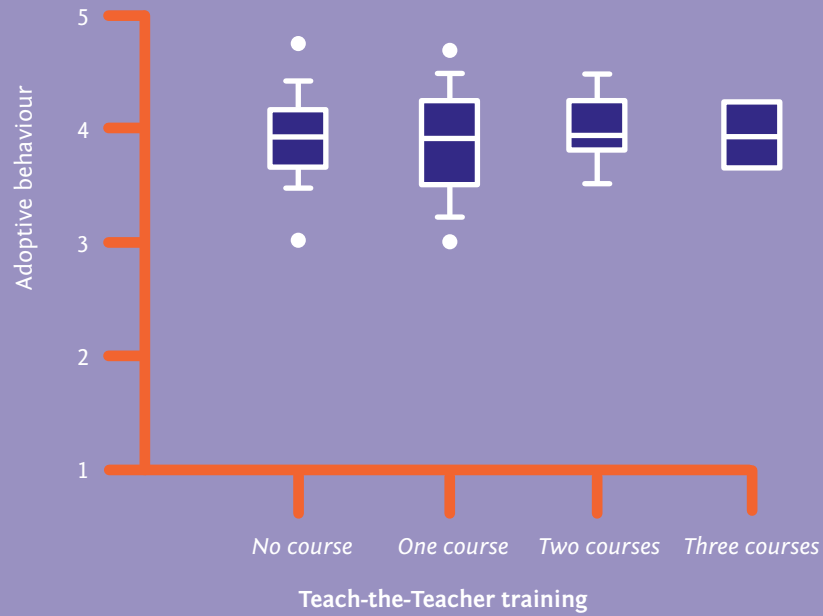 Adoptive behaviour
5
4
3
2
1
No course
One course
Two courses
Three courses
Teach-the-Teacher training